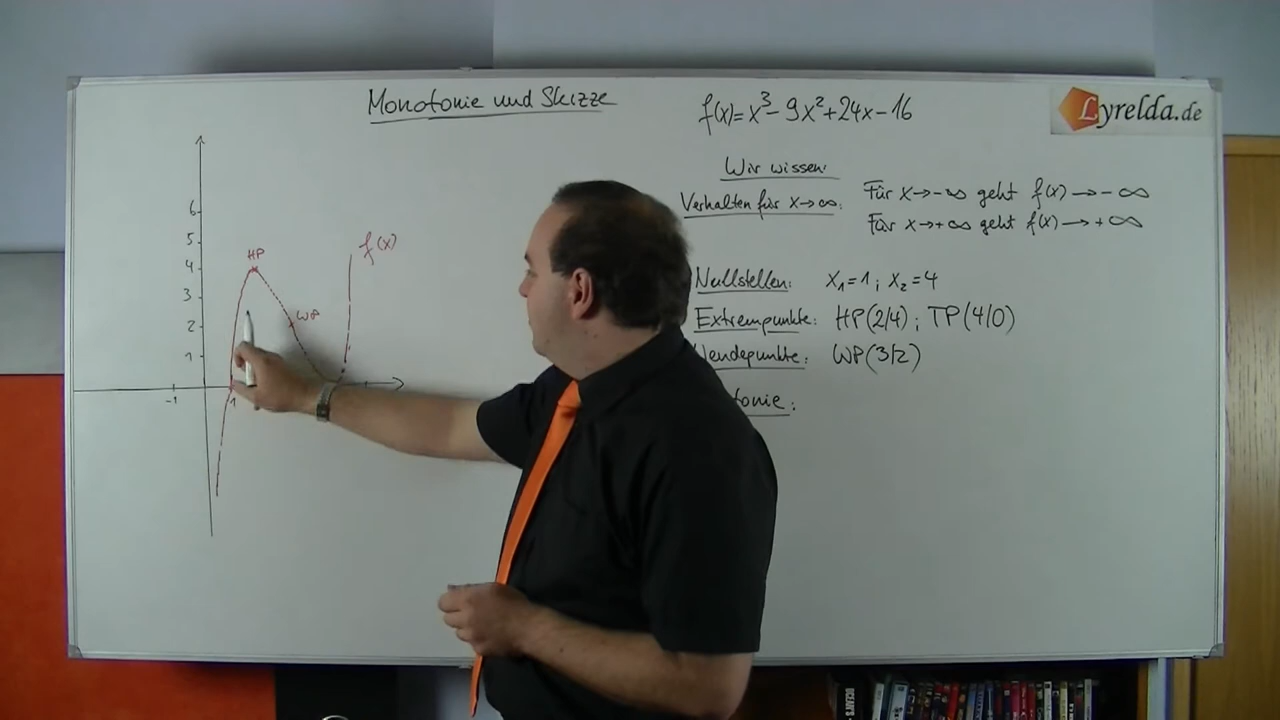 Monotonie und Skizze
f(x)=x³-9x²+24x-16
Lyrelda.de
Wir wissen:
Verhalten für x→∞: Für x→-∞ geht f(x)→-∞
Für x→+∞ geht f(x)→+∞
Nullstellen: x₁=1; x₂=4
Extrempunkte: HP(2/4); TP(4/0)
Wendepunkte: WP(3/2)
tonie:
6
5
4
3
2
1
-1
1
HP
WP
f(x)